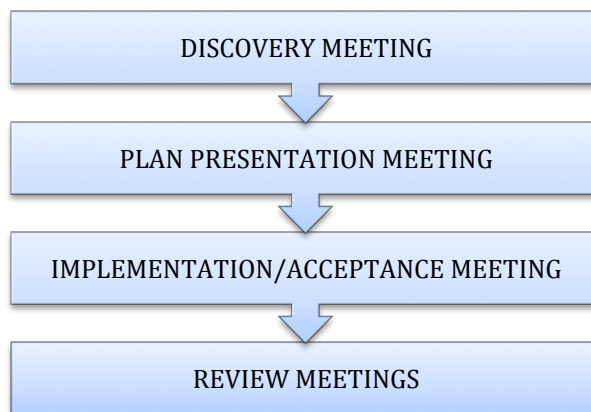 DISCOVERY MEETING
PLAN PRESENTATION MEETING
IMPLEMENTATION/ACCEPTANCE MEETING
REVIEW MEETINGS